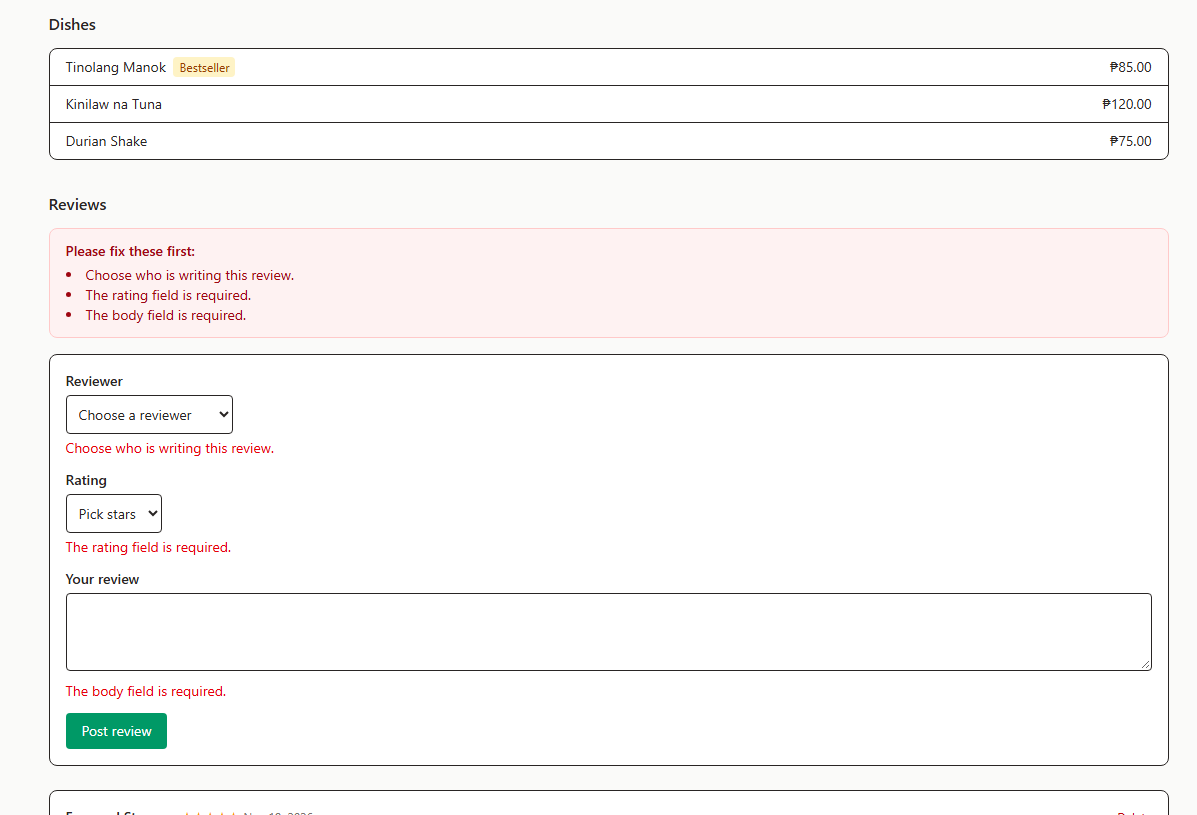 Dishes
Tinolang Manok Bestseller ₱85.00
Kinilaw na Tuna ₱120.00
Durian Shake ₱75.00
Reviews
Please fix these first:
Choose who is writing this review.
The rating field is required.
The body field is required.
Reviewer
Choose a reviewer
Choose who is writing this review.
Rating
Pick stars
The rating field is required.
Your review
The body field is required.
Post review